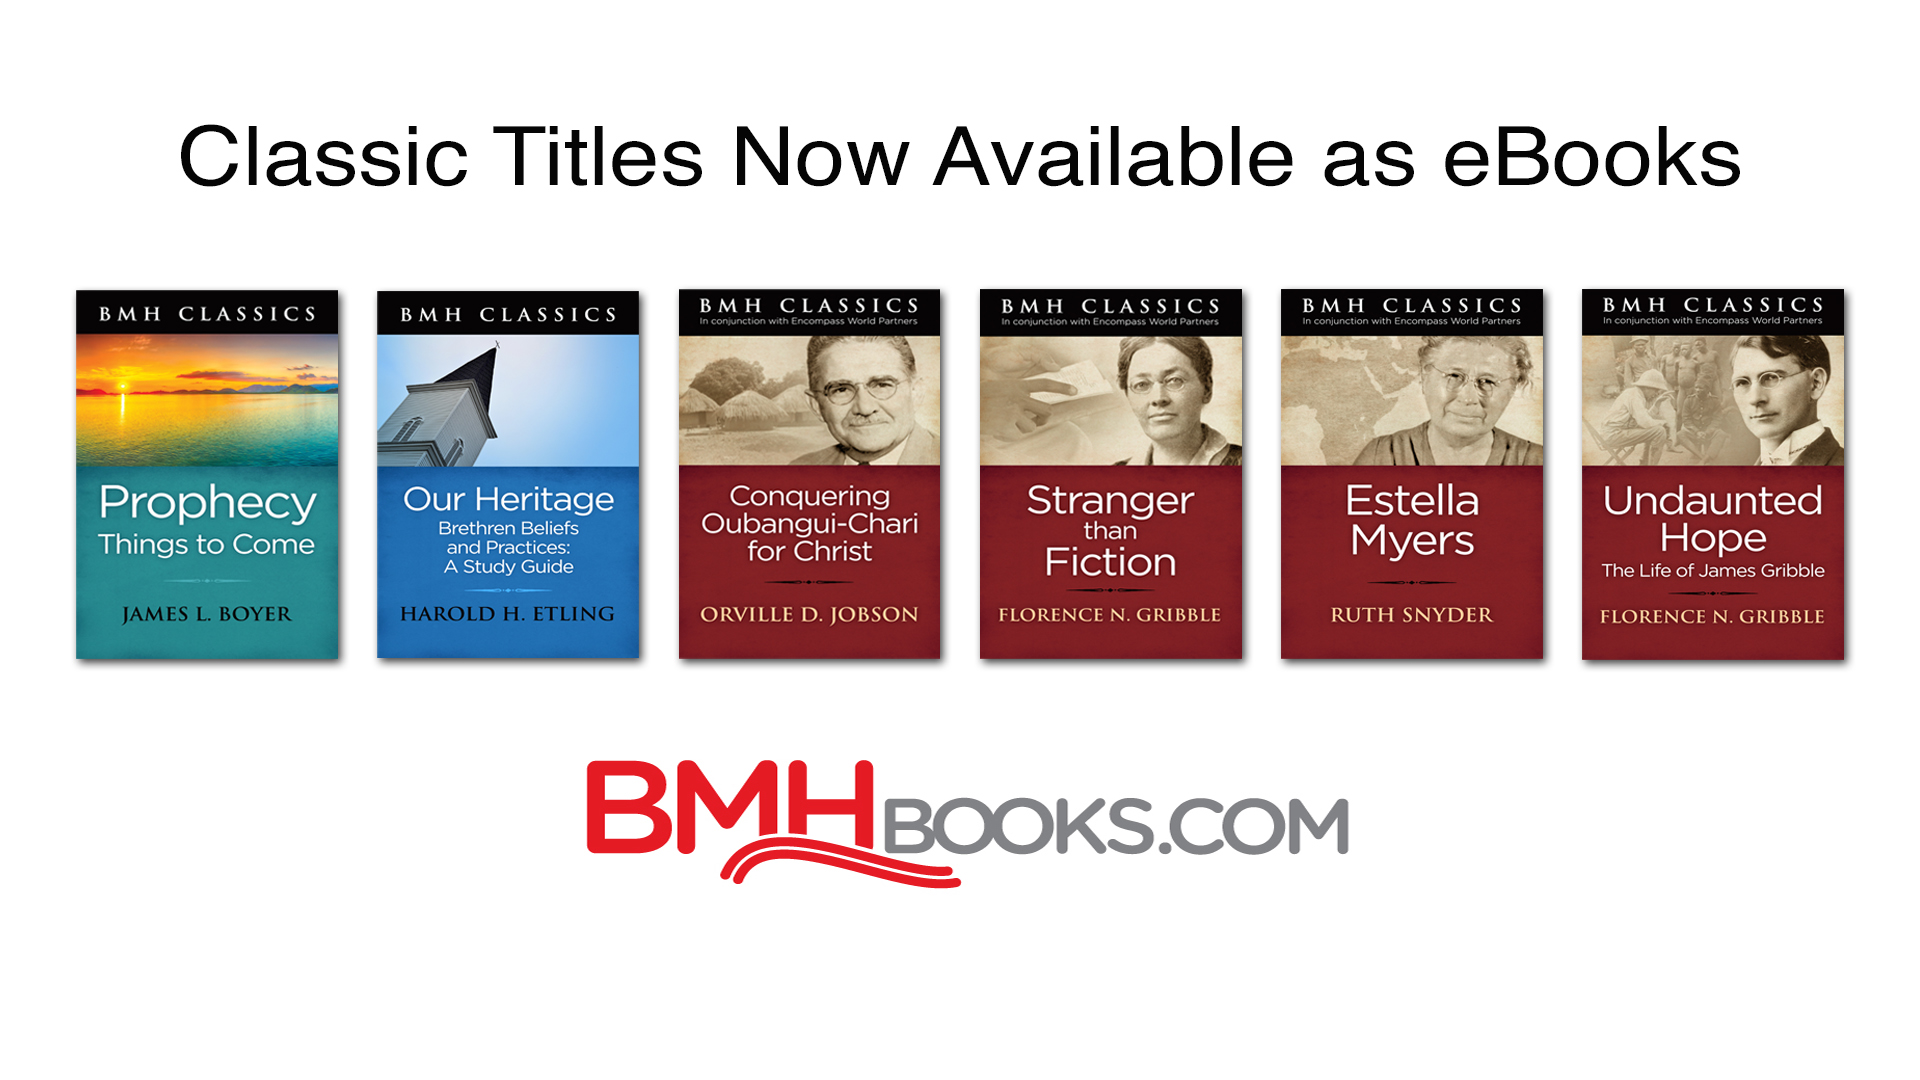 Classic Titles Now Available as eBooks
BMH CLASSICS
Prophecy
Things to Come
JAMES L. BOYER
BMH CLASSICS
Our Heritage
Brethren Beliefs
and Practices:
A Study Guide
HAROLD H. ETLING
BMH CLASSICS
In conjunction with Encompass World Partners
Conquering
Oubangui-Chari
for Christ
ORVILLE D. JOBSON
BMH CLASSICS
In conjunction with Encompass World Partners
Stranger
than
Fiction
FLORENCE N. GRIBBLE
BMH CLASSICS
In conjunction with Encompass World Partners
Estella
Myers
RUTH SNYDER
BMH CLASSICS
In conjunction with Encompass World Partners
Undaunted
Hope
The Life of James Gribble
FLORENCE N. GRIBBLE
BMHBOOKS.COM